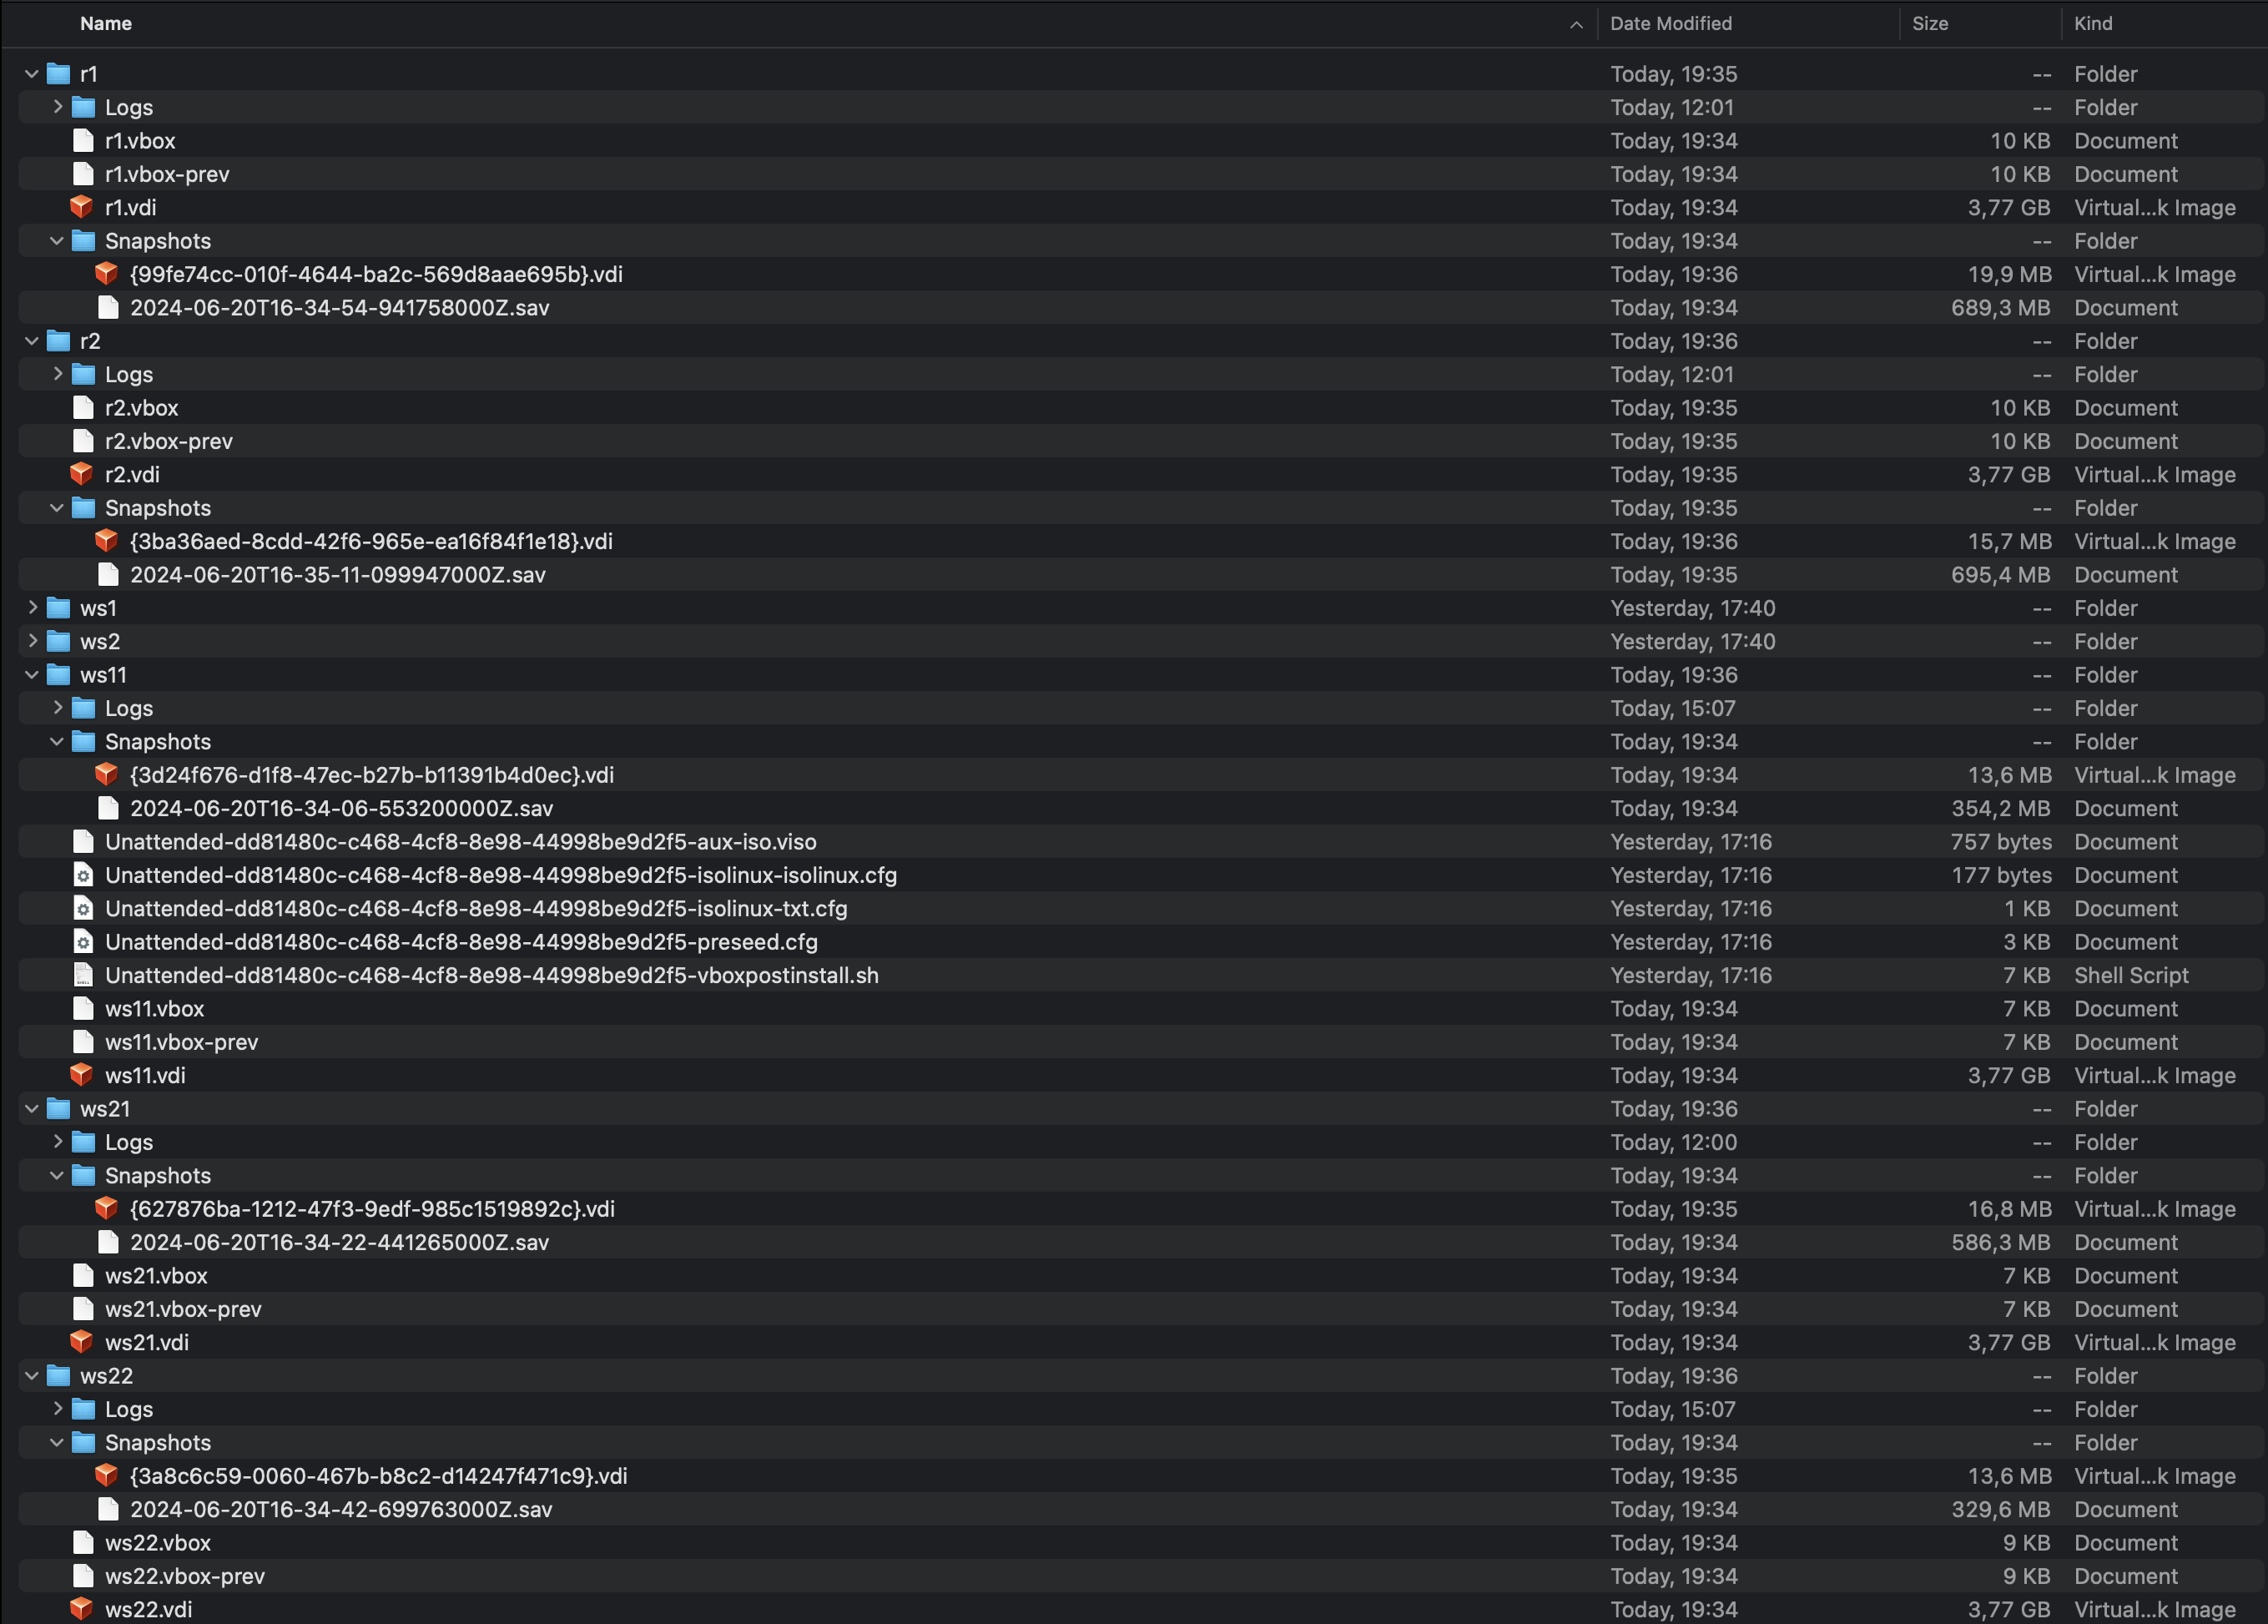 Name Date Modified Size Kind
r1 Today, 19:35 -- Folder
Logs Today, 12:01 -- Folder
r1.vbox Today, 19:34 10 KB Document
r1.vbox-prev Today, 19:34 10 KB Document
r1.vdi Today, 19:34 3,77 GB Virtual...k Image
Snapshots Today, 19:34 -- Folder
{99fe74cc-010f-4644-ba2c-569d8aae695b}.vdi Today, 19:36 19,9 MB Virtual...k Image
2024-06-20T16-34-54-941758000Z.sav Today, 19:34 689,3 MB Document
r2 Today, 19:36 -- Folder
Logs Today, 12:01 -- Folder
r2.vbox Today, 19:35 10 KB Document
r2.vbox-prev Today, 19:35 10 KB Document
r2.vdi Today, 19:35 3,77 GB Virtual...k Image
Snapshots Today, 19:35 -- Folder
{3ba36aed-8cdd-42f6-965e-ea16f84f1e18}.vdi Today, 19:36 15,7 MB Virtual...k Image
2024-06-20T16-35-11-099947000Z.sav Today, 19:35 695,4 MB Document
ws1 Yesterday, 17:40 -- Folder
ws2 Yesterday, 17:40 -- Folder
ws11 Today, 19:36 -- Folder
Logs Today, 15:07 -- Folder
Snapshots Today, 19:34 -- Folder
{3d24f676-d1f8-47ec-b27b-b11391b4d0ec}.vdi Today, 19:34 13,6 MB Virtual...k Image
2024-06-20T16-34-06-553200000Z.sav Today, 19:34 354,2 MB Document
Unattended-dd81480c-c468-4cf8-8e98-44998be9d2f5-aux-iso.viso Yesterday, 17:16 757 bytes Document
Unattended-dd81480c-c468-4cf8-8e98-44998be9d2f5-isolinux-isolinux.cfg Yesterday, 17:16 177 bytes Document
Unattended-dd81480c-c468-4cf8-8e98-44998be9d2f5-isolinux-txt.cfg Yesterday, 17:16 1 KB Document
Unattended-dd81480c-c468-4cf8-8e98-44998be9d2f5-preseed.cfg Yesterday, 17:16 3 KB Document
Unattended-dd81480c-c468-4cf8-8e98-44998be9d2f5-vboxpostinstall.sh Yesterday, 17:16 7 KB Shell Script
ws11.vbox Today, 19:34 7 KB Document
ws11.vbox-prev Today, 19:34 7 KB Document
ws11.vdi Today, 19:34 3,77 GB Virtual...k Image
ws21 Today, 19:36 -- Folder
Logs Today, 12:00 -- Folder
Snapshots Today, 19:34 -- Folder
{627876ba-1212-47f3-9edf-985c1519892c}.vdi Today, 19:35 16,8 MB Virtual...k Image
2024-06-20T16-34-22-441265000Z.sav Today, 19:34 586,3 MB Document
ws21.vbox Today, 19:34 7 KB Document
ws21.vbox-prev Today, 19:34 7 KB Document
ws21.vdi Today, 19:34 3,77 GB Virtual...k Image
ws22 Today, 19:36 -- Folder
Logs Today, 15:07 -- Folder
Snapshots Today, 19:34 -- Folder
{3a8c6c59-0060-467b-b8c2-d14247f471c9}.vdi Today, 19:35 13,6 MB Virtual...k Image
2024-06-20T16-34-42-699763000Z.sav Today, 19:34 329,6 MB Document
ws22.vbox Today, 19:34 9 KB Document
ws22.vbox-prev Today, 19:34 9 KB Document
ws22.vdi Today, 19:34 3,77 GB Virtual...k Image